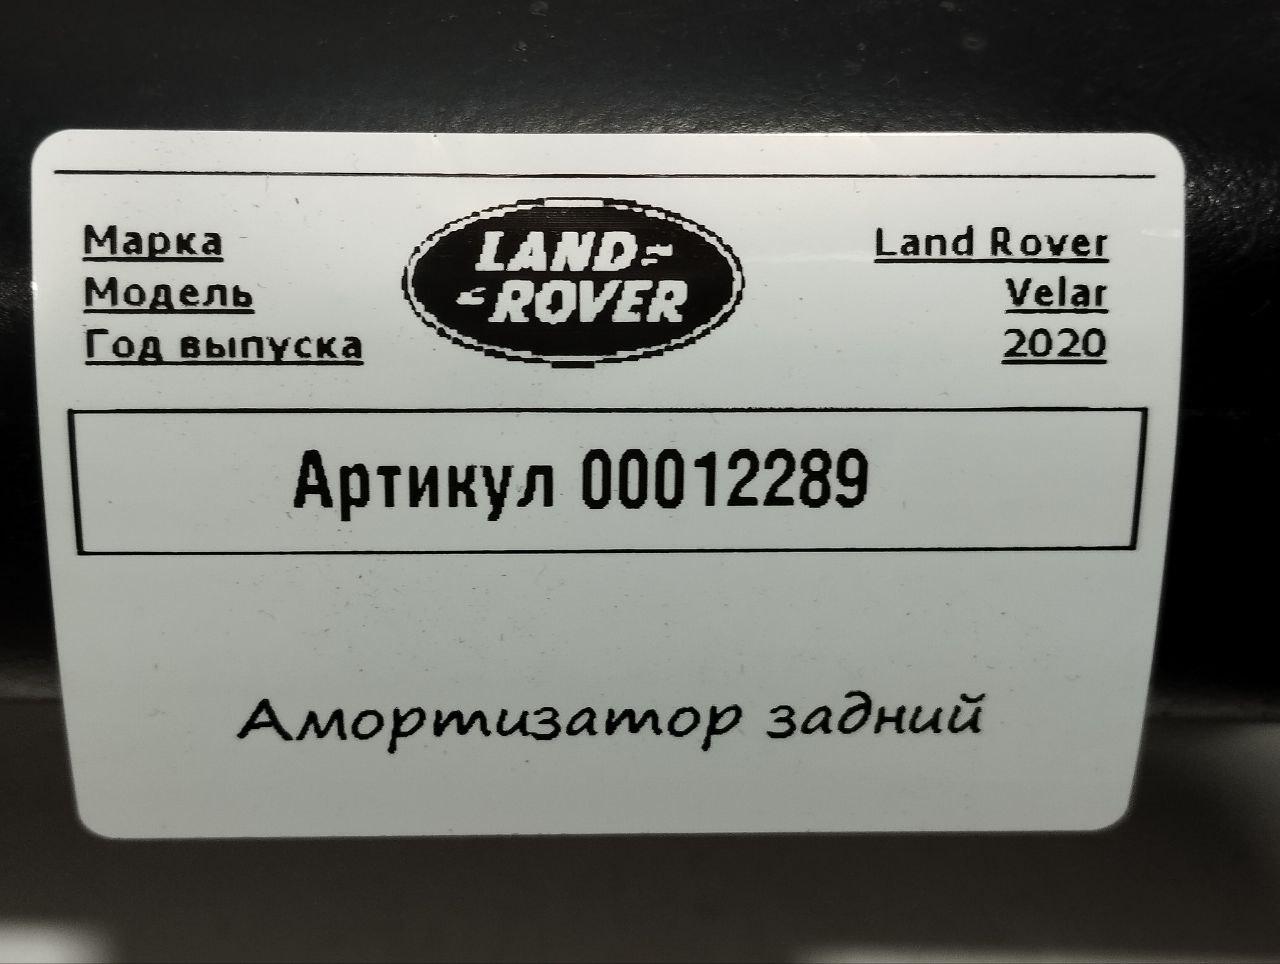 Марка Land Rover
Модель Velar
Год выпуска 2020
LAND
ROVER
Артикул 00012289
Амортизатор задний